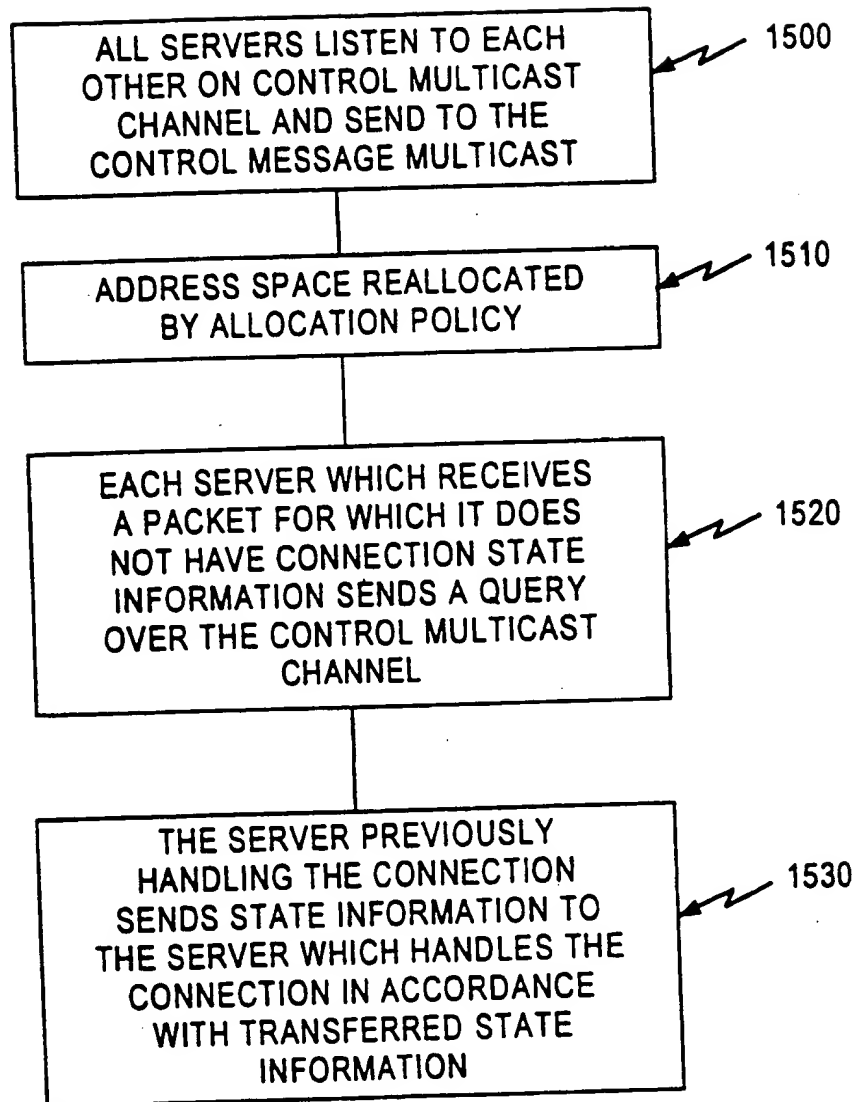 ALL SERVERS LISTEN TO EACH
OTHER ON CONTROL MULTICAST
CHANNEL AND SEND TO THE
CONTROL MESSAGE MULTICAST
1500
ADDRESS SPACE REALLOCATED
BY ALLOCATION POLICY
1510
EACH SERVER WHICH RECEIVES
A PACKET FOR WHICH IT DOES
NOT HAVE CONNECTION STATE
INFORMATION SENDS A QUERY
OVER THE CONTROL MULTICAST
CHANNEL
1520
THE SERVER PREVIOUSLY
HANDLING THE CONNECTION
SENDS STATE INFORMATION TO
THE SERVER WHICH HANDLES THE
CONNECTION IN ACCORDANCE
WITH TRANSFERRED STATE
INFORMATION
1530